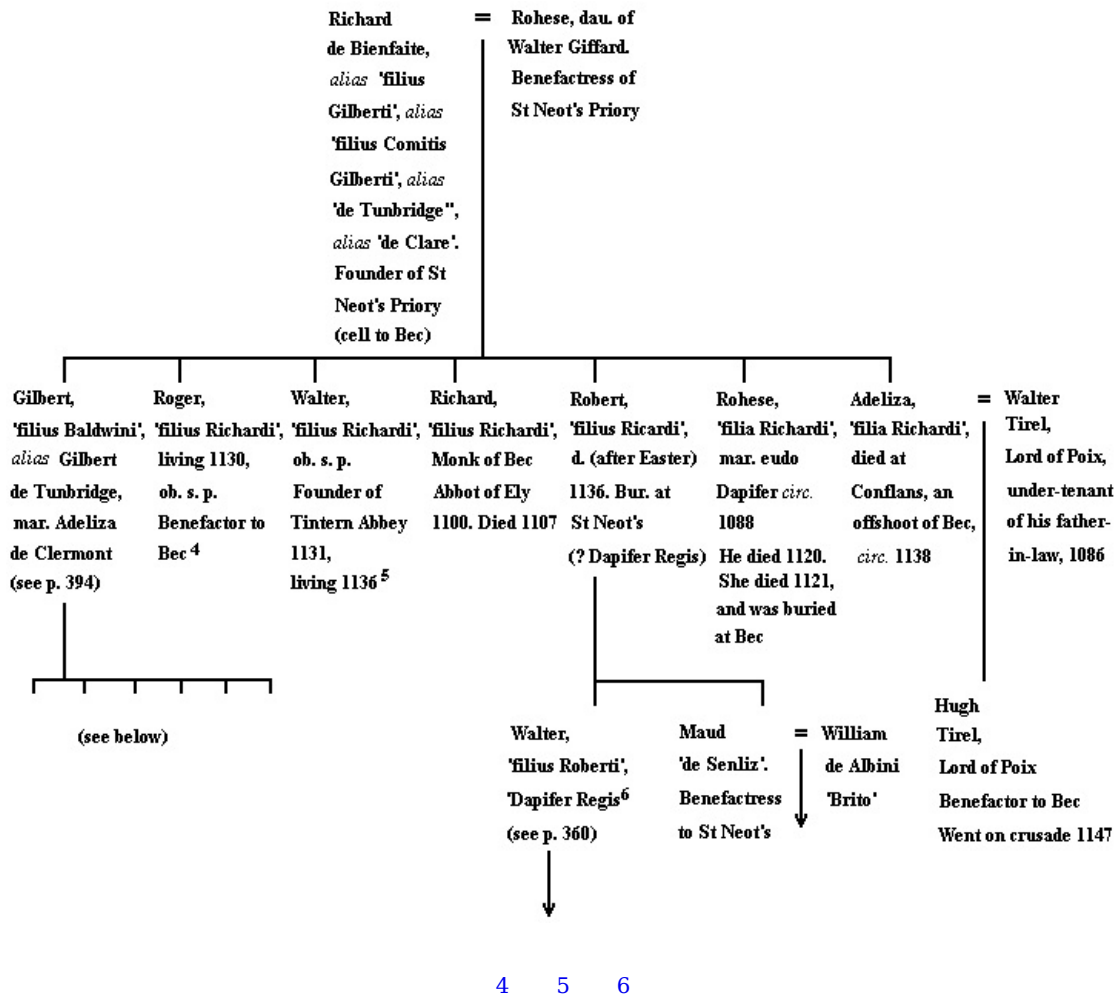 Richard
de Bienfaite,
alias 'filius
Gilberti', alias
'filius Comitis
Gilberti', alias
'de Tunbridge",
alias 'de Clare'.
Founder of St
Neot's Priory
(cell to Bec)
=
Rohese, dau. of
Walter Giffard.
Benefactress of
St Neot's Priory
Gilbert,
'filius Baldwini',
alias Gilbert
de Tunbridge,
mar. Adeliza
de Clermont
(see p. 394)
Roger,
'filius Richardi',
living 1130,
ob. s. p.
Benefactor to
Bec 4
Walter,
'filius Richardi',
ob. s. p.
Founder of
Tintern Abbey
1131,
living 1136 5
Richard,
'filius Richardi',
Monk of Bec
Abbot of Ely
1100. Died 1107
Robert,
'filius Ricardi',
d. (after Easter)
1136. Bur. at
St Neot's
(? Dapifer Regis)
Rohese,
'filia Richardi',
mar. eudo
Dapifer circ.
1088
He died 1120.
She died 1121,
and was buried
at Bec
Adeliza,
'filia Richardi',
died at
Conflans, an
offshoot of Bec,
circ. 1138
=
Walter
Tirel,
Lord of Poix,
under-tenant
of his father-
in-law, 1086
(see below)
Walter,
'filius Roberti',
'Dapifer Regis6
(see p. 360)
Maud
'de Senliz'.
Benefactress
to St Neot's
=
William
de Albini
'Brito'
Hugh
Tirel,
Lord of Poix
Benefactor to Bec
Went on crusade 1147
4 5 6